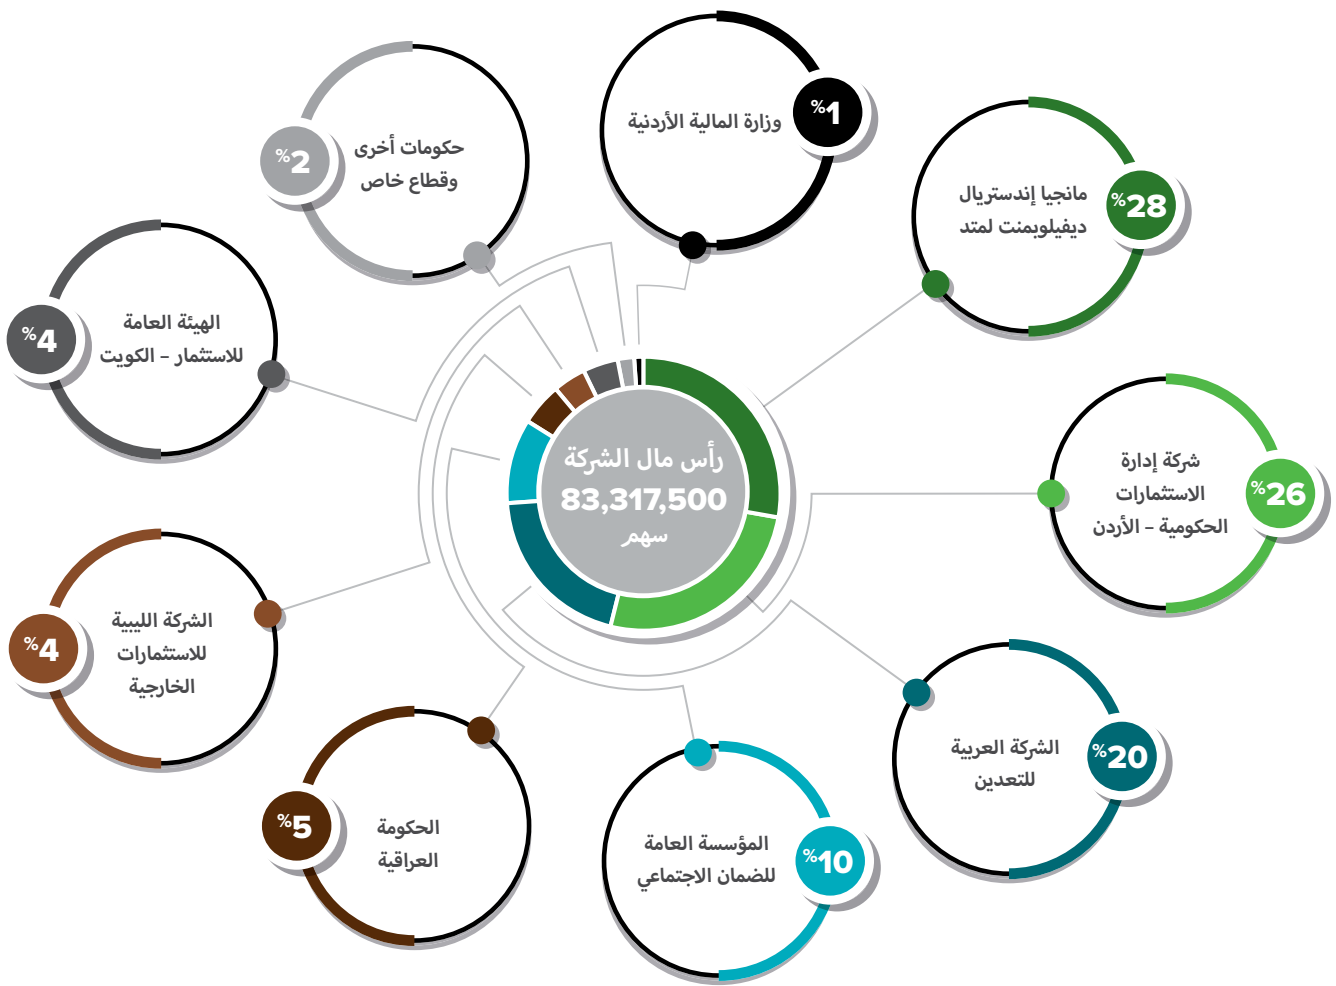 رأس مال الشركة
83,317,500
سهم
%1
وزارة المالية الأردنية
%28
مانجيا إندستريال
ديفيلوبمنت لمتد
%26
شركة إدارة
الاستثمارات
الحكومية – الأردن
%20
الشركة العربية
للتعدين
%10
المؤسسة العامة
للضمان الاجتماعي
%5
الحكومة
العراقية
%4
الشركة الليبية
للاستثمارات
الخارجية
%4
الهيئة العامة
للاستثمار – الكويت
%2
حكومات أخرى
وقطاع خاص